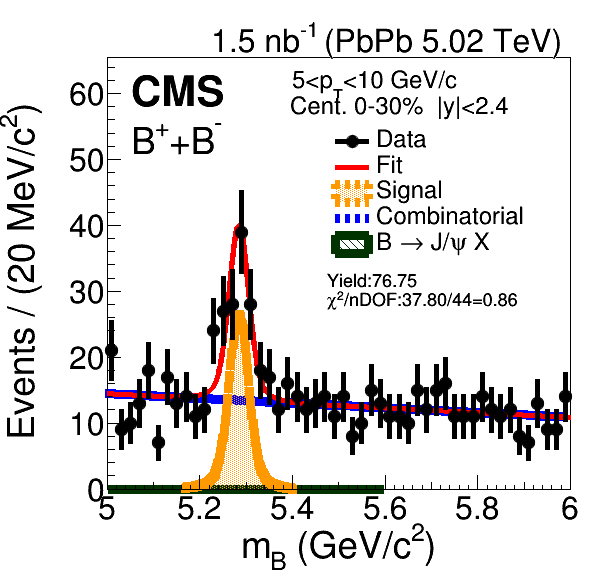 1.5 nb⁻¹ (PbPb 5.02 TeV)
CMS
B⁺+B⁻
5<p_T<10 GeV/c
Cent. 0-30% |y|<2.4
Data
Fit
Signal
Combinatorial
B → J/ψ X
Yield:76.75
χ²/nDOF:37.80/44=0.86
Events / (20 MeV/c²)
60
50
40
30
20
10
0
5 5.2 5.4 5.6 5.8 6
m_B (GeV/c²)